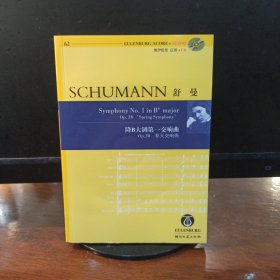 62
EULENBURG SCORE+
SCHUMANN 舒曼
Symphony No. 1 in B♭ major
Op. 38 'Spring Symphony'
降B大调第一交响曲
Op.38 春天交响曲
EULENBURG